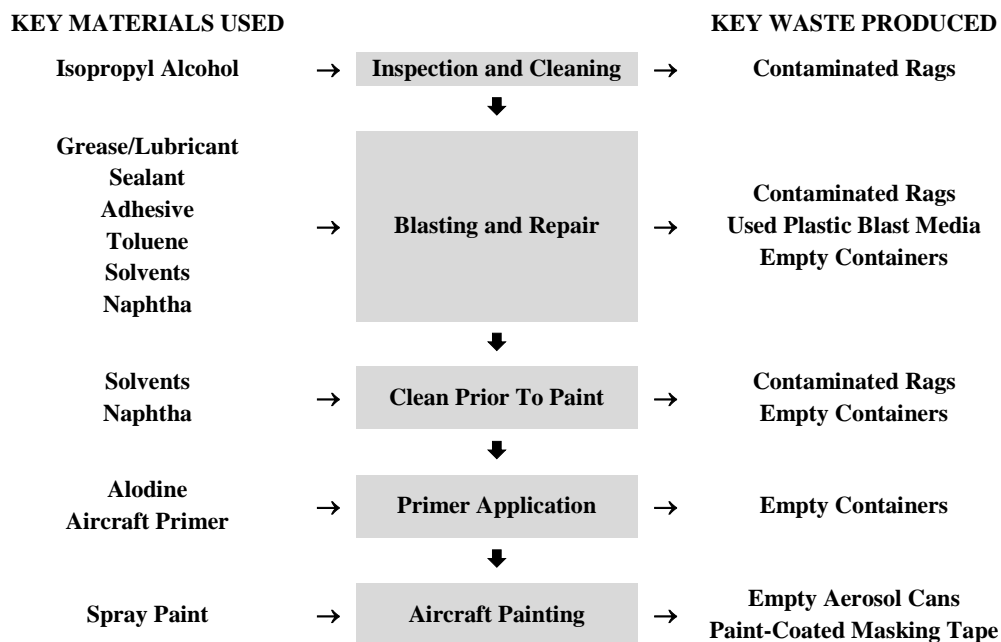 KEY MATERIALS USED
KEY WASTE PRODUCED
Isopropyl Alcohol → Inspection and Cleaning → Contaminated Rags
Grease/Lubricant
Sealant
Adhesive
Toluene
Solvents
Naphtha
→ Blasting and Repair →
Contaminated Rags
Used Plastic Blast Media
Empty Containers
Solvents
Naphtha
→ Clean Prior To Paint →
Contaminated Rags
Empty Containers
Alodine
Aircraft Primer
→ Primer Application →
Empty Containers
Spray Paint → Aircraft Painting →
Empty Aerosol Cans
Paint-Coated Masking Tape